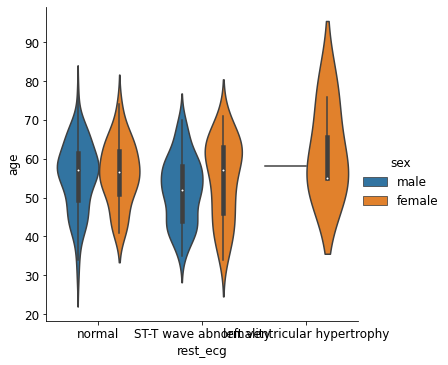 90
80
70
60
50
40
30
20
age
normal
ST-T wave abnormality
left ventricular hypertrophy
rest_ecg
sex
male
female